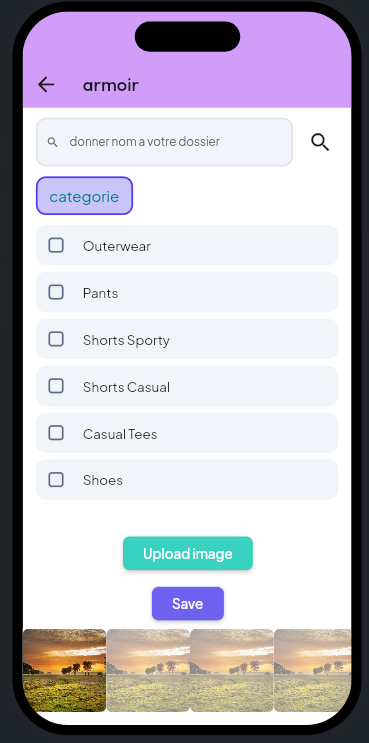 armoir
donner nom a votre dossier
categorie
Outerwear
Pants
Shorts Sporty
Shorts Casual
Casual Tees
Shoes
Upload image
Save